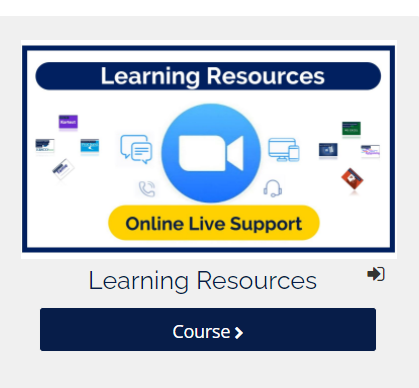 Learning Resources
Online Live Support
Learning Resources
Course